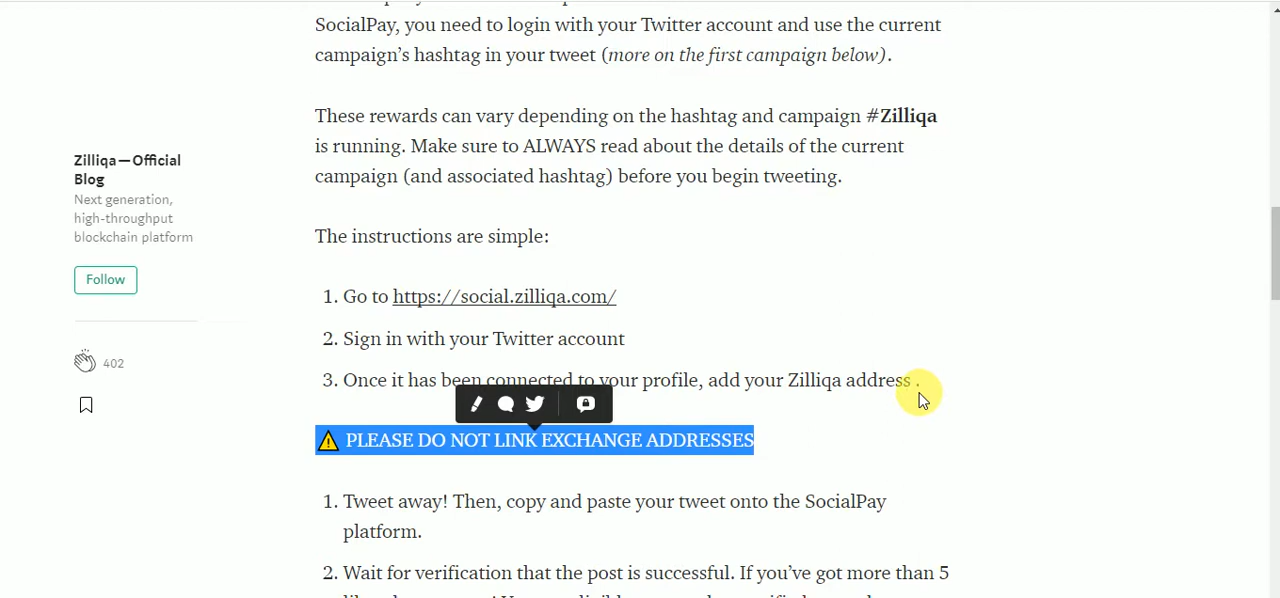 SocialPay, you need to login with your Twitter account and use the current
campaign's hashtag in your tweet (more on the first campaign below).
These rewards can vary depending on the hashtag and campaign #Zilliqa
is running. Make sure to ALWAYS read about the details of the current
campaign (and associated hashtag) before you begin tweeting.
Zilliqa — Official
Blog
Next generation,
high-throughput
blockchain platform
Follow
402
The instructions are simple:
1. Go to https://social.zilliqa.com/
2. Sign in with your Twitter account
3. Once it has been connected to your profile, add your Zilliqa address .
⚠ PLEASE DO NOT LINK EXCHANGE ADDRESSES
1. Tweet away! Then, copy and paste your tweet onto the SocialPay
platform.
2. Wait for verification that the post is successful. If you've got more than 5